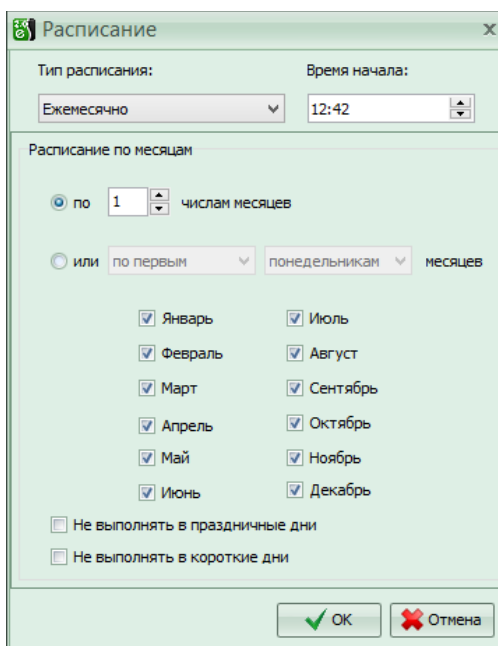 Расписание
Тип расписания: Время начала:
Ежемесячно 12:42
Расписание по месяцам
по 1 числам месяцев
или по первым понедельникам месяцев
Январь Июль
Февраль Август
Март Сентябрь
Апрель Октябрь
Май Ноябрь
Июнь Декабрь
Не выполнять в праздничные дни
Не выполнять в короткие дни
OK Отмена